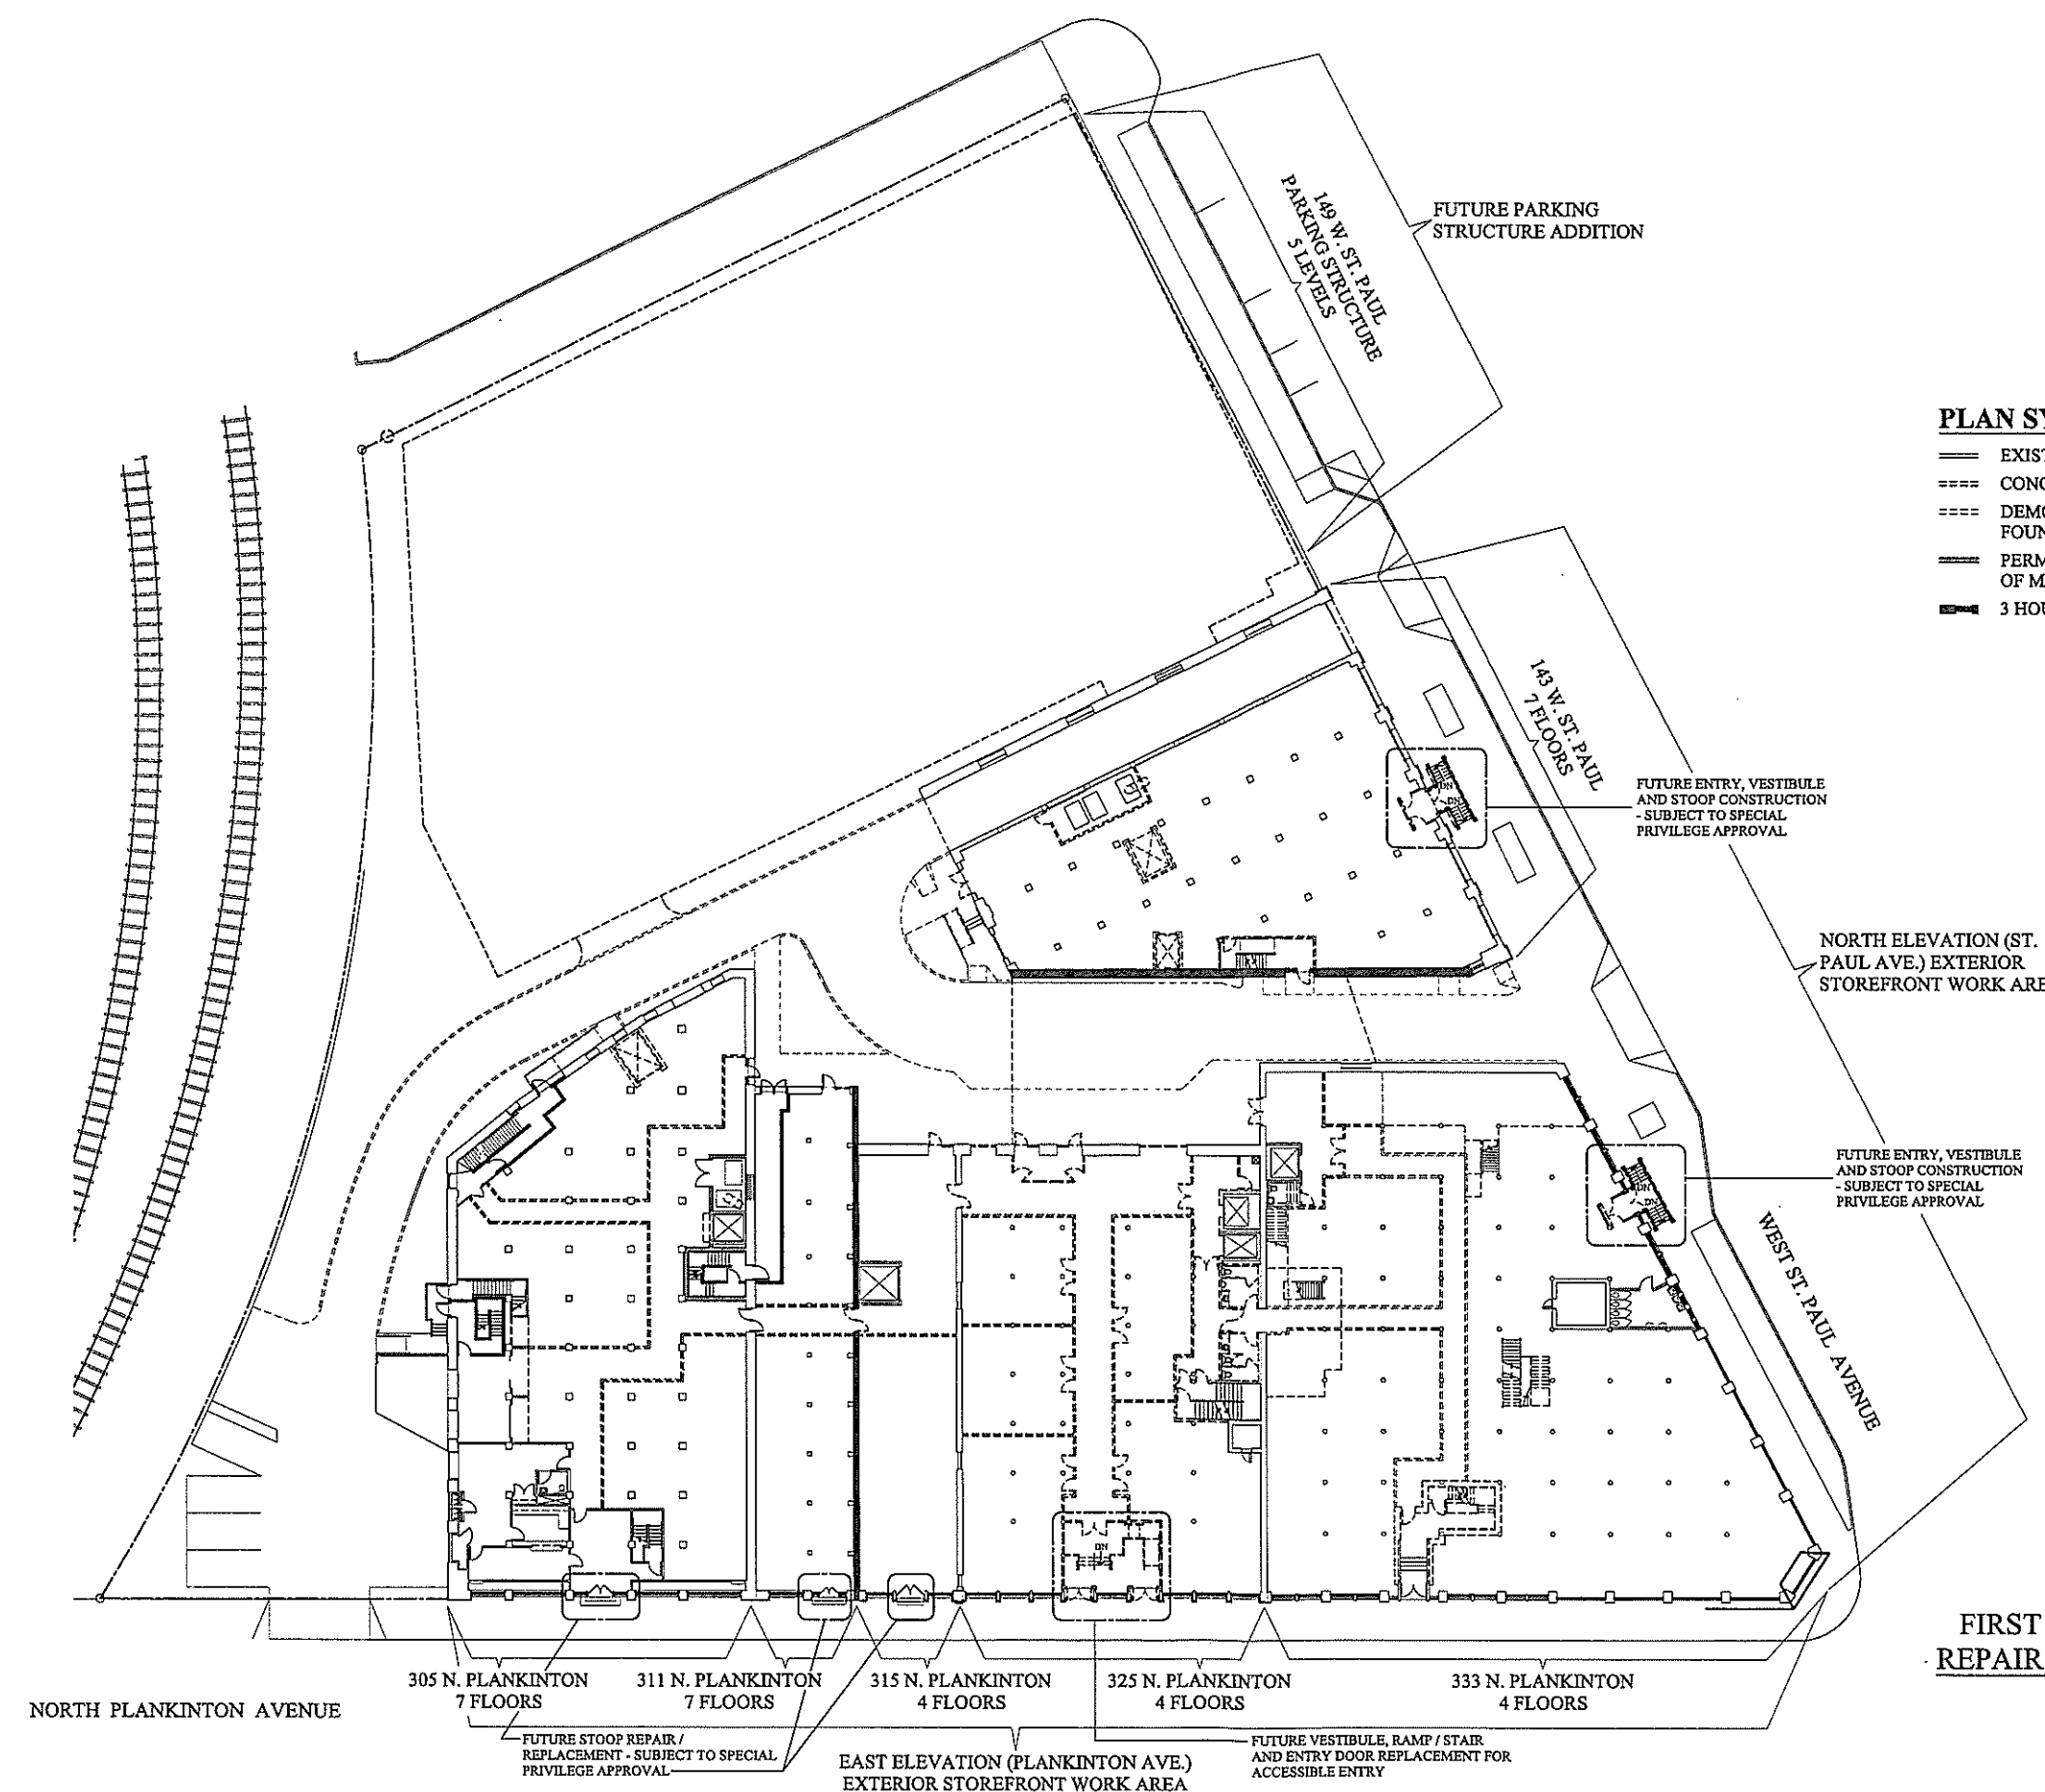 FUTURE PARKING
STRUCTURE ADDITION
149 W. ST. PAUL
PARKING STRUCTURE
5 LEVELS
PLAN SY
EXIST
CONC
DEMO
FOUN
PERM
OF M
3 HOU
143 W. ST. PAUL
7 FLOORS
FUTURE ENTRY, VESTIBULE
AND STOOP CONSTRUCTION
- SUBJECT TO SPECIAL
PRIVILEGE APPROVAL
DN
DN
NORTH ELEVATION (ST.
PAUL AVE.) EXTERIOR
STOREFRONT WORK ARE
FUTURE ENTRY, VESTIBULE
AND STOOP CONSTRUCTION
- SUBJECT TO SPECIAL
PRIVILEGE APPROVAL
DN
DN
WEST ST. PAUL AVENUE
DN
FIRST
REPAIR
305 N. PLANKINTON
7 FLOORS
311 N. PLANKINTON
7 FLOORS
315 N. PLANKINTON
4 FLOORS
325 N. PLANKINTON
4 FLOORS
333 N. PLANKINTON
4 FLOORS
NORTH PLANKINTON AVENUE
FUTURE STOOP REPAIR /
REPLACEMENT - SUBJECT TO SPECIAL
PRIVILEGE APPROVAL
EAST ELEVATION (PLANKINTON AVE.)
EXTERIOR STOREFRONT WORK AREA
FUTURE VESTIBULE, RAMP / STAIR
AND ENTRY DOOR REPLACEMENT FOR
ACCESSIBLE ENTRY